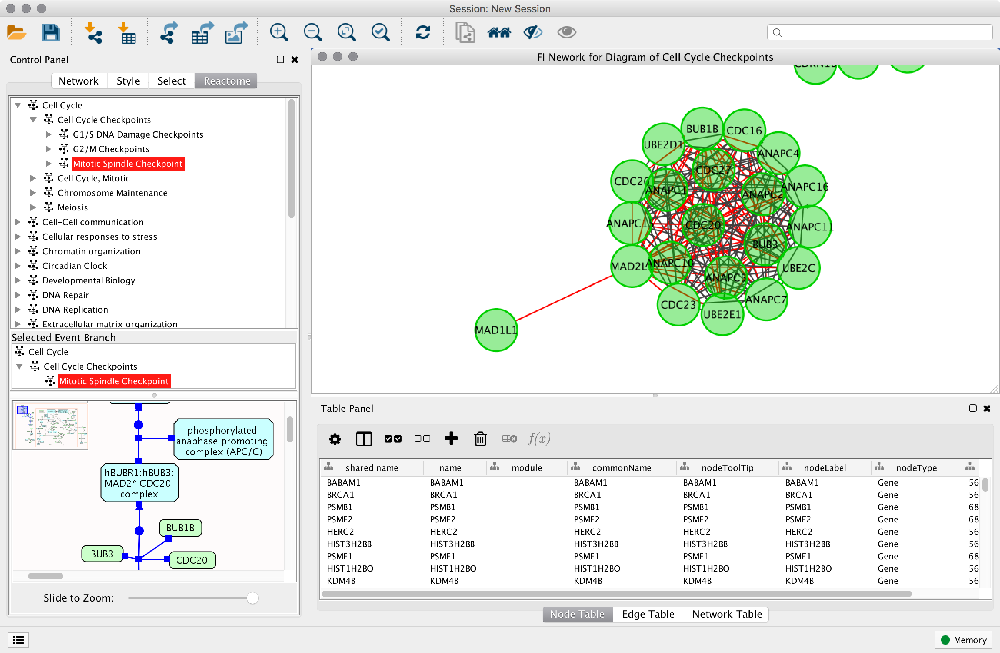 Session: New Session
Control Panel
Network Style Select Reactome
Cell Cycle
Cell Cycle Checkpoints
G1/S DNA Damage Checkpoints
G2/M Checkpoints
Mitotic Spindle Checkpoint
Cell Cycle, Mitotic
Chromosome Maintenance
Meiosis
Cell-Cell communication
Cellular responses to stress
Chromatin organization
Circadian Clock
Developmental Biology
DNA Repair
DNA Replication
Extracellular matrix organization
Selected Event Branch
Cell Cycle
Cell Cycle Checkpoints
Mitotic Spindle Checkpoint
phosphorylated
anaphase promoting
complex (APC/C)
hBUBR1:hBUB3:
MAD2*:CDC20
complex
BUB1B
BUB3
CDC20
Slide to Zoom:
FI Nework for Diagram of Cell Cycle Checkpoints
BUB1B
CDC16
UBE2D1
ANAPC4
CDC27
CDC26
ANAPC16
ANAPC1
ANAPC2
ANAPC15
CDC20
ANAPC11
BUB3
MAD2L
ANAPC10
UBE2C
ANAPC5
ANAPC7
CDC23
UBE2E1
MAD1L1
Table Panel
f(x)
shared name name module commonName nodeToolTip nodeLabel nodeType
BABAM1 BABAM1 BABAM1 BABAM1 BABAM1 Gene 56
BRCA1 BRCA1 BRCA1 BRCA1 BRCA1 Gene 56
PSMB1 PSMB1 PSMB1 PSMB1 PSMB1 Gene 68
PSME2 PSME2 PSME2 PSME2 PSME2 Gene 68
HERC2 HERC2 HERC2 HERC2 HERC2 Gene 56
HIST3H2BB HIST3H2BB HIST3H2BB HIST3H2BB HIST3H2BB Gene 56
PSME1 PSME1 PSME1 PSME1 PSME1 Gene 68
HIST1H2BO HIST1H2BO HIST1H2BO HIST1H2BO HIST1H2BO Gene 56
KDM4B KDM4B KDM4B KDM4B KDM4B Gene 56
Node Table Edge Table Network Table
Memory